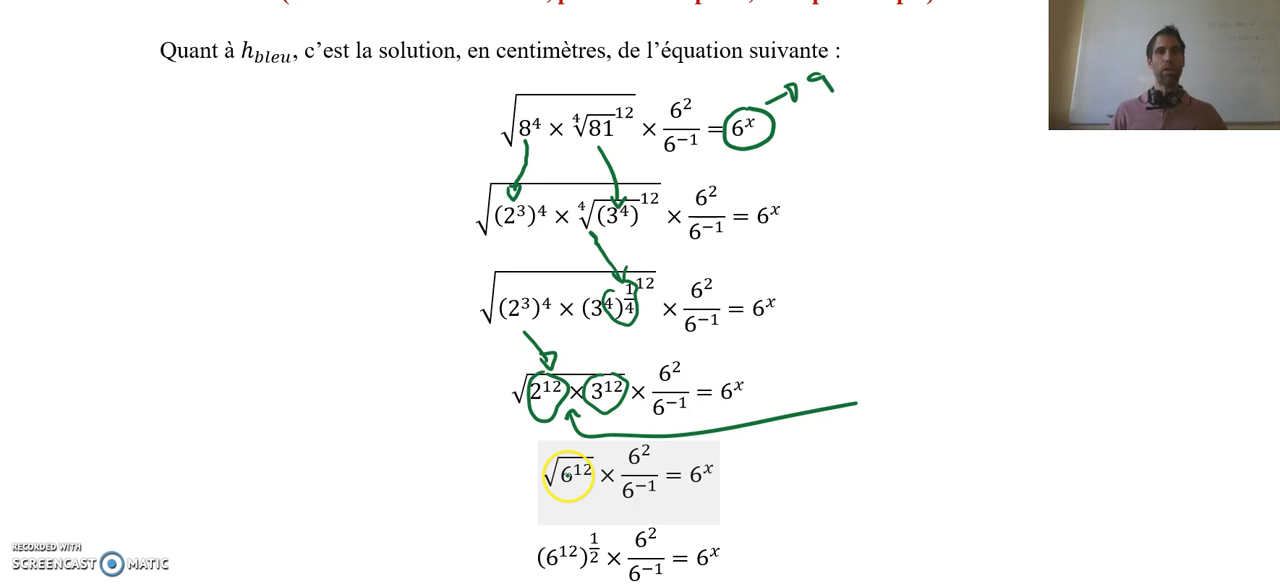 Quant à h_bleu, c'est la solution, en centimètres, de l'équation suivante :
√(8⁴ × ∜81¹²) × 6²/6⁻¹ = 6ˣ → 9
√((2³)⁴ × ∜(3⁴)¹²) × 6²/6⁻¹ = 6ˣ
√((2³)⁴ × (3⁴)^(1/4)¹²) × 6²/6⁻¹ = 6ˣ
√(2¹² × 3¹²) × 6²/6⁻¹ = 6ˣ
√(6¹²) × 6²/6⁻¹ = 6ˣ
(6¹²)^(1/2) × 6²/6⁻¹ = 6ˣ
RECORDED WITH
SCREENCAST MATIC